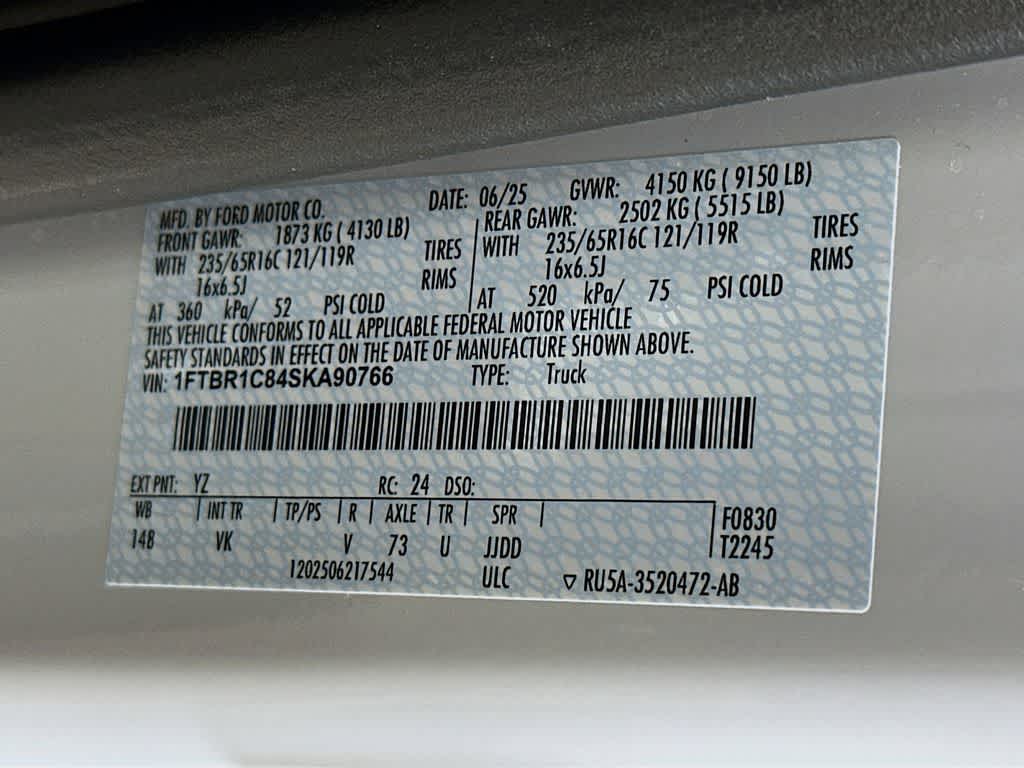 MFD. BY FORD MOTOR CO. DATE: 06/25 GVWR: 4150 KG ( 9150 LB)
FRONT GAWR: 1873 KG ( 4130 LB) REAR GAWR: 2502 KG ( 5515 LB)
WITH 235/65R16C 121/119R TIRES WITH 235/65R16C 121/119R TIRES
16x6.5J RIMS 16x6.5J RIMS
AT 360 kPa/ 52 PSI COLD AT 520 kPa/ 75 PSI COLD
THIS VEHICLE CONFORMS TO ALL APPLICABLE FEDERAL MOTOR VEHICLE
SAFETY STANDARDS IN EFFECT ON THE DATE OF MANUFACTURE SHOWN ABOVE.
VIN: 1FTBR1C84SKA90766 TYPE: Truck
EXT PNT: YZ RC: 24 DSO:
WB | INT TR | TP/PS | R | AXLE | TR | SPR | F0830
148 VK V 73 U JJDD T2245
1202506217544 ULC ▽ RU5A-3520472-AB